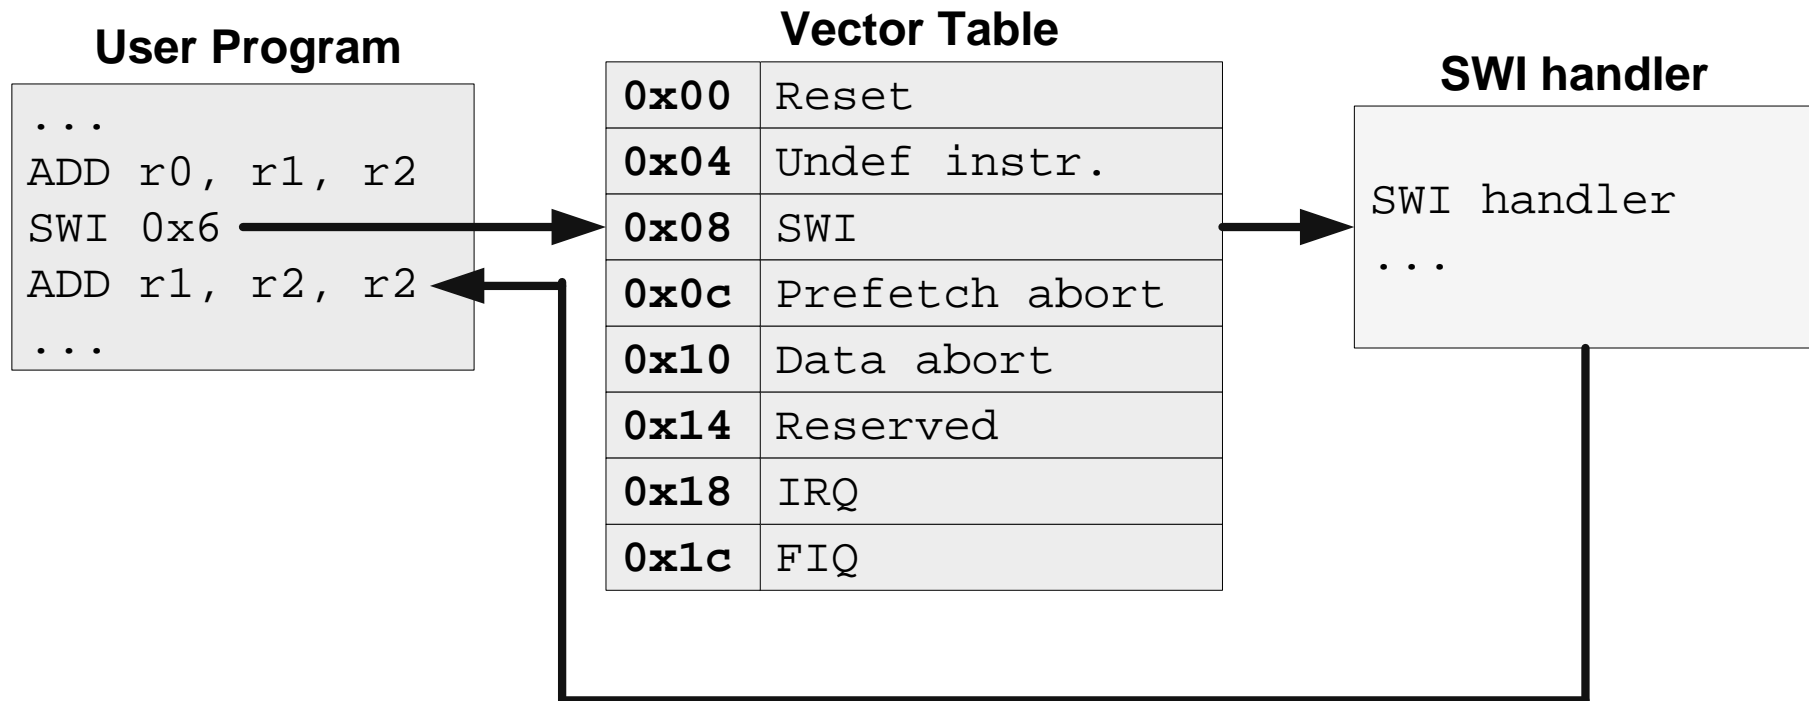 User Program
...
ADD r0, r1, r2
SWI 0x6
ADD r1, r2, r2
...
Vector Table
0x00 Reset
0x04 Undef instr.
0x08 SWI
0x0c Prefetch abort
0x10 Data abort
0x14 Reserved
0x18 IRQ
0x1c FIQ
SWI handler
SWI handler
...